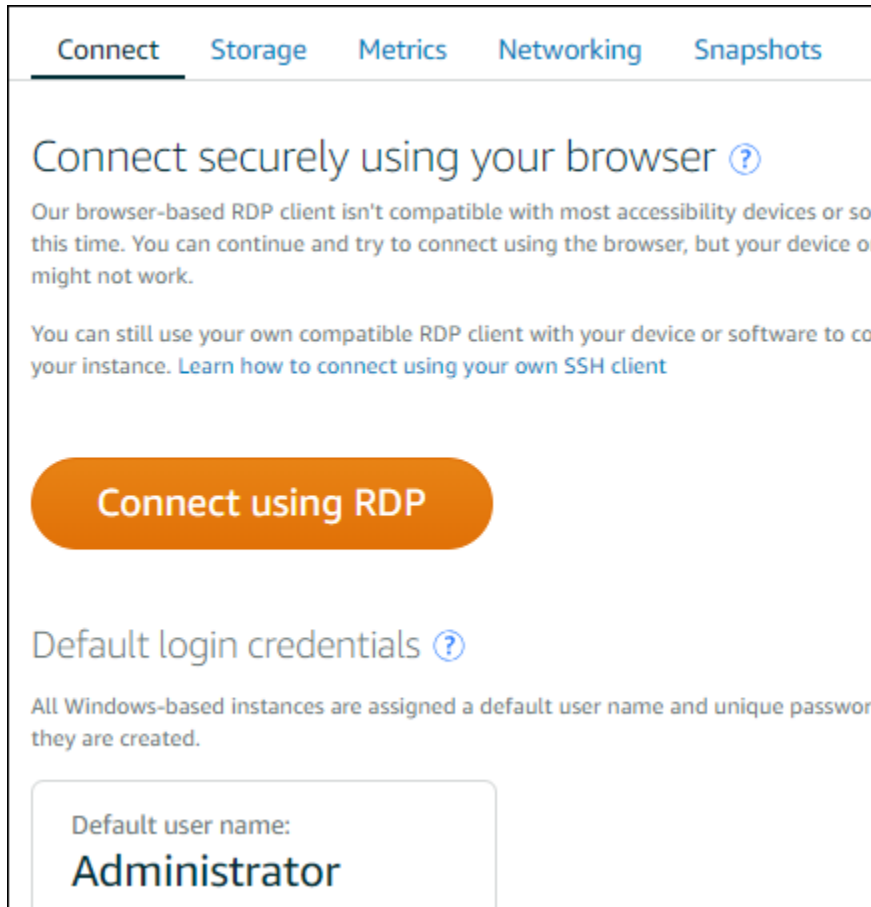 Connect Storage Metrics Networking Snapshots
Connect securely using your browser ?
Our browser-based RDP client isn't compatible with most accessibility devices or so
this time. You can continue and try to connect using the browser, but your device o
might not work.
You can still use your own compatible RDP client with your device or software to co
your instance. Learn how to connect using your own SSH client
Connect using RDP
Default login credentials ?
All Windows-based instances are assigned a default user name and unique passwor
they are created.
Default user name:
Administrator